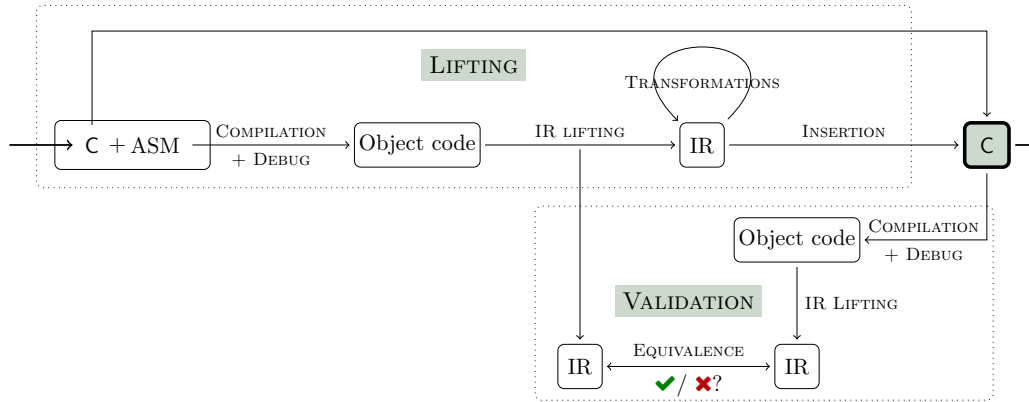 LIFTING
TRANSFORMATIONS
C + ASM
COMPILATION
+ DEBUG
Object code
IR LIFTING
IR
INSERTION
C
Object code
COMPILATION
+ DEBUG
VALIDATION
IR LIFTING
IR
EQUIVALENCE
✔/ ✖?
IR